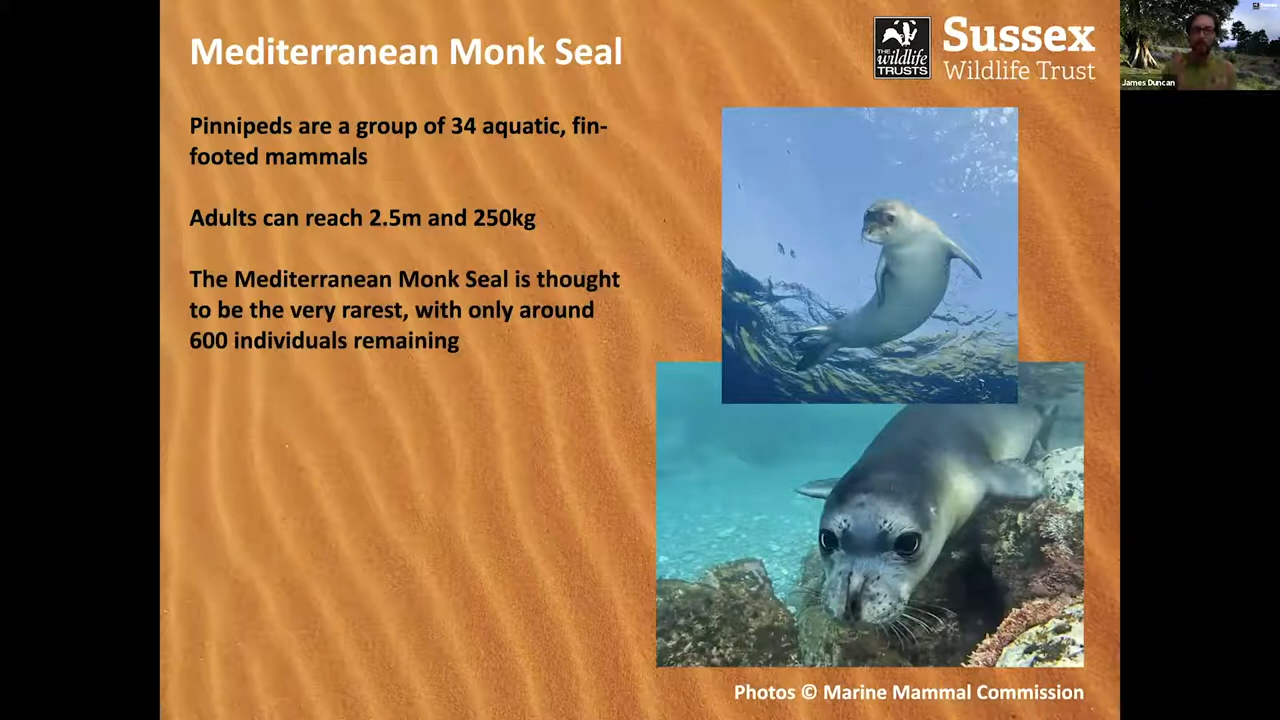 Mediterranean Monk Seal
THE
wildlife
TRUSTS
Sussex
Wildlife Trust
James Duncan
Pinnipeds are a group of 34 aquatic, fin-
footed mammals
Adults can reach 2.5m and 250kg
The Mediterranean Monk Seal is thought
to be the very rarest, with only around
600 individuals remaining
Photos © Marine Mammal Commission